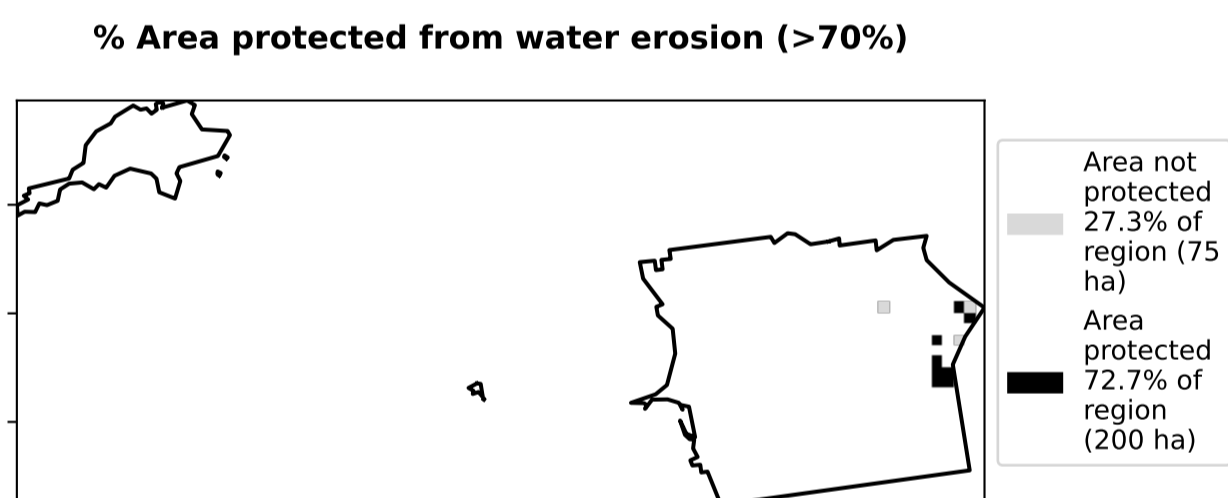 % Area protected from water erosion (>70%)
Area not
protected
27.3% of
region (75
ha)
Area
protected
72.7% of
region
(200 ha)